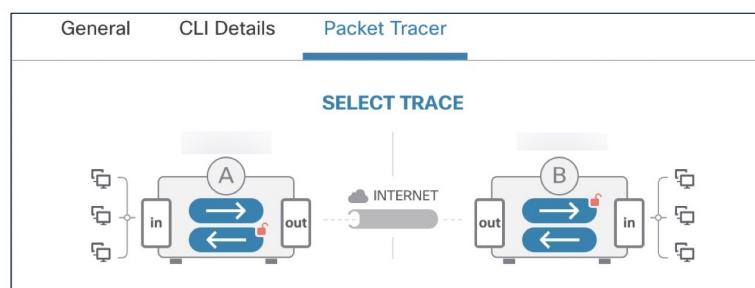 General CLI Details Packet Tracer
SELECT TRACE
A B
INTERNET
in out out in